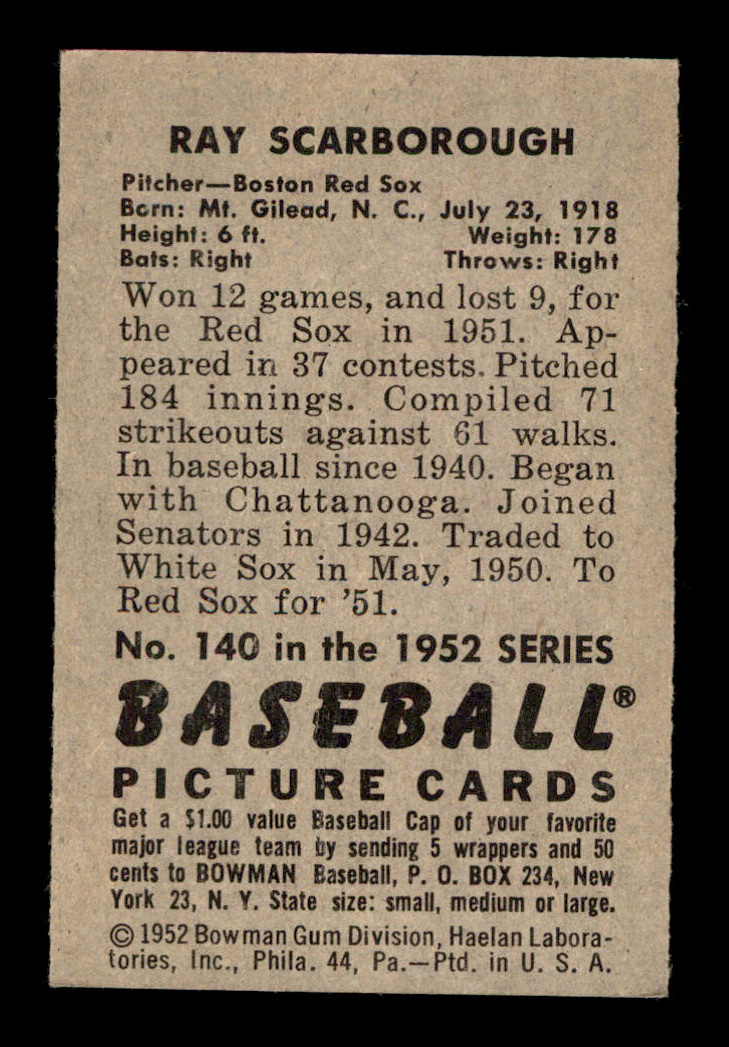 RAY SCARBOROUGH
Pitcher—Boston Red Sox
Born: Mt. Gilead, N. C., July 23, 1918
Height: 6 ft. Weight: 178
Bats: Right Throws: Right
Won 12 games, and lost 9, for
the Red Sox in 1951. Ap-
peared in 37 contests. Pitched
184 innings. Compiled 71
strikeouts against 61 walks.
In baseball since 1940. Began
with Chattanooga. Joined
Senators in 1942. Traded to
White Sox in May, 1950. To
Red Sox for '51.
No. 140 in the 1952 SERIES
BASEBALL®
PICTURE CARDS
Get a $1.00 value Baseball Cap of your favorite
major league team by sending 5 wrappers and 50
cents to BOWMAN Baseball, P. O. BOX 234, New
York 23, N. Y. State size: small, medium or large.
© 1952 Bowman Gum Division, Haelan Labora-
tories, Inc., Phila. 44, Pa.—Ptd. in U. S. A.